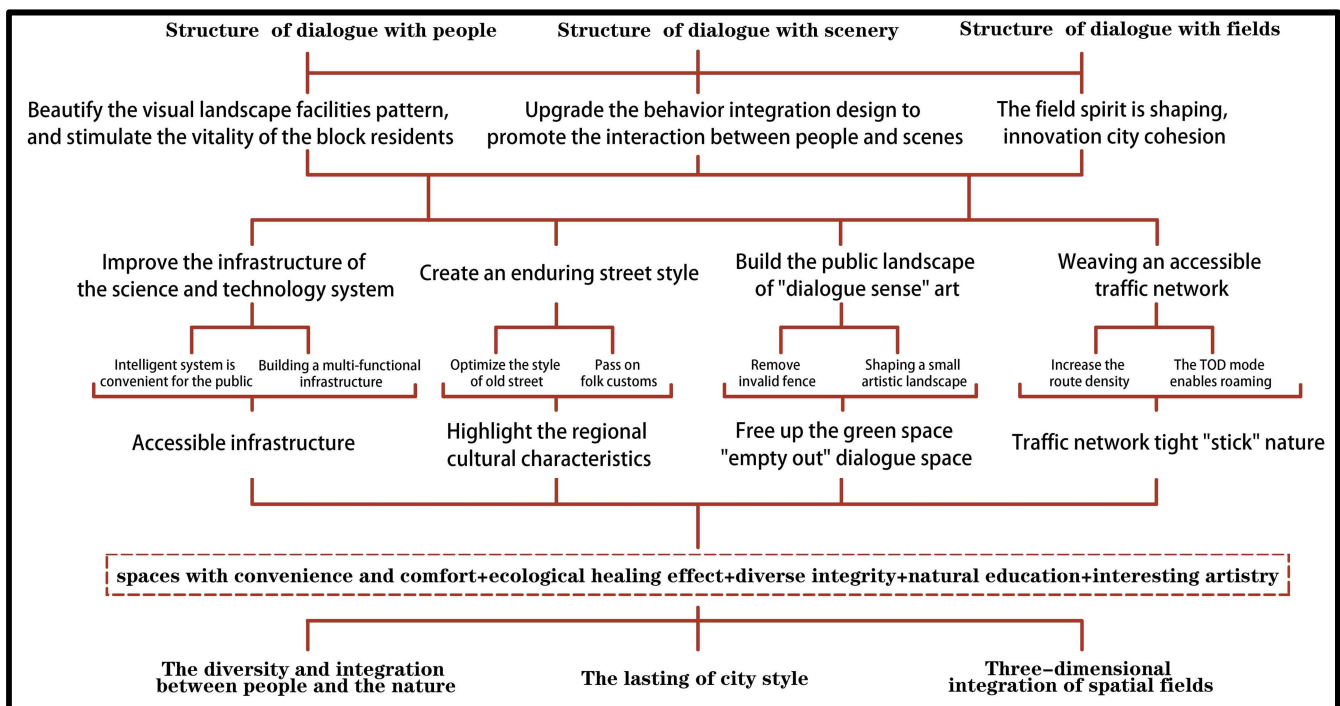 Structure of dialogue with people
Structure of dialogue with scenery
Structure of dialogue with fields
Beautify the visual landscape facilities pattern,
and stimulate the vitality of the block residents
Upgrade the behavior integration design to
promote the interaction between people and scenes
The field spirit is shaping,
innovation city cohesion
Improve the infrastructure of
the science and technology system
Create an enduring street style
Build the public landscape
of "dialogue sense" art
Weaving an accessible
traffic network
Intelligent system is
convenient for the public
Building a multi-functional
infrastructure
Optimize the style
of old street
Pass on
folk customs
Remove
invalid fence
Shaping a small
artistic landscape
Increase the
route density
The TOD mode
enables roaming
Accessible infrastructure
Highlight the regional
cultural characteristics
Free up the green space
"empty out" dialogue space
Traffic network tight "stick" nature
spaces with convenience and comfort+ecological healing effect+diverse integrity+natural education+interesting artistry
The diversity and integration
between people and the nature
The lasting of city style
Three-dimensional
integration of spatial fields